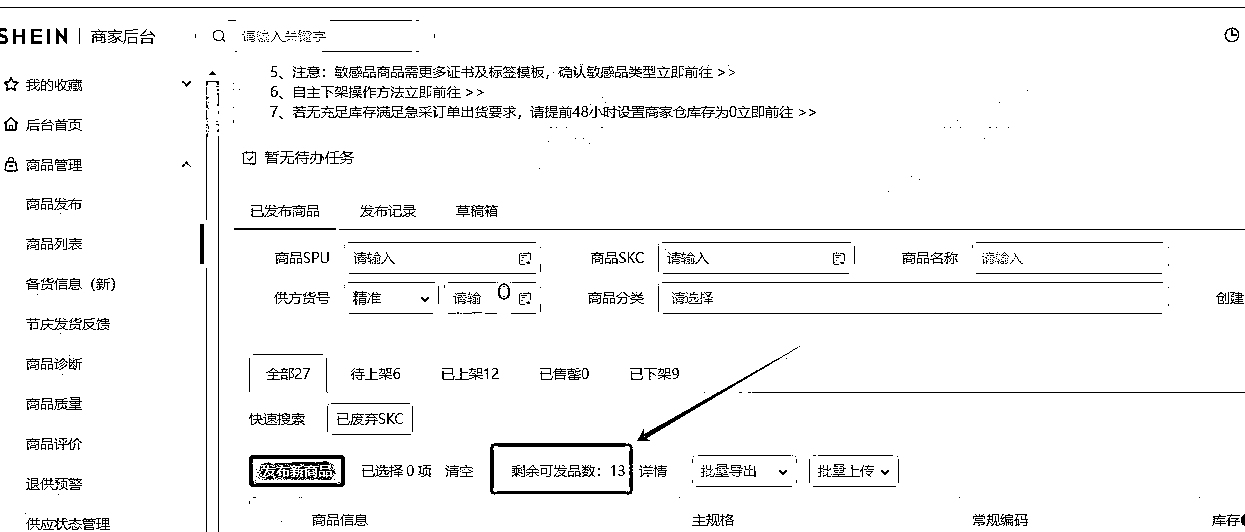 SHEIN | 商家后台
请输入关键字
我的收藏
后台首页
商品管理
商品发布
商品列表
备货信息（新）
节庆发货反馈
商品诊断
商品质量
商品评价
退供预警
供应状态管理
5、注意：敏感品商品需更多证书及标签模板，确认敏感品类型立即前往 >>
6、自主下架操作方法立即前往 >>
7、若无充足库存满足急采订单出货要求，请提前48小时设置商家仓库存为0立即前往 >>
暂无待办任务
已发布商品 发布记录 草稿箱
商品SPU 请输入 商品SKC 请输入 商品名称 请输入
供方货号 精准 请输 商品分类 请选择 创建
全部27 待上架6 已上架12 已售罄0 已下架9
快速搜索 已废弃SKC
发布新商品 已选择 0 项 清空 剩余可发品数：13 详情 批量导出 批量上传
商品信息 主规格 常规编码 库存